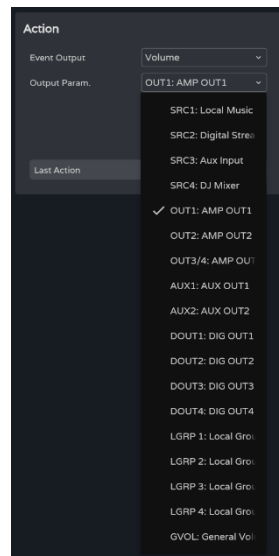 Action
Event Output
Volume
Output Param.
OUT1: AMP OUT1
SRC1: Local Music
SRC2: Digital Strea
SRC3: Aux Input
Last Action
SRC4: DJ Mixer
OUT1: AMP OUT1
OUT2: AMP OUT2
OUT3/4: AMP OUT
AUX1: AUX OUT1
AUX2: AUX OUT2
DOUT1: DIG OUT1
DOUT2: DIG OUT2
DOUT3: DIG OUT3
DOUT4: DIG OUT4
LGRP 1: Local Grou
LGRP 2: Local Grou
LGRP 3: Local Grou
LGRP 4: Local Grou
GVOL: General Vol